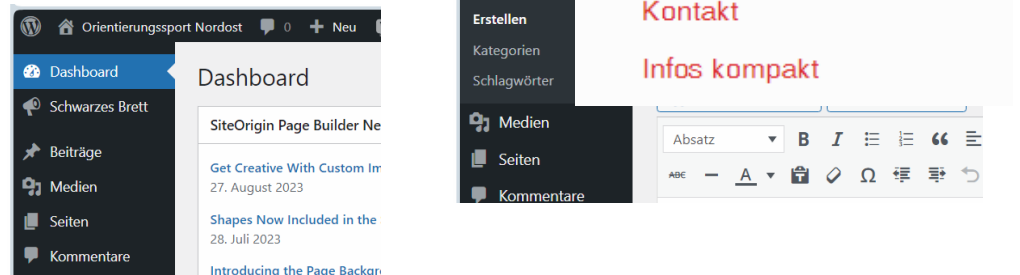 Orientierungssport Nordost 0 Neu
Dashboard
Schwarzes Brett
Beiträge
Medien
Seiten
Kommentare
Dashboard
SiteOrigin Page Builder Ne
Get Creative With Custom Im
27. August 2023
Shapes Now Included in the
28. Juli 2023
Introducing the Page Backgr
Erstellen
Kategorien
Schlagwörter
Medien
Seiten
Kommentare
Kontakt
Infos kompakt
Absatz B I
ABC A Ω